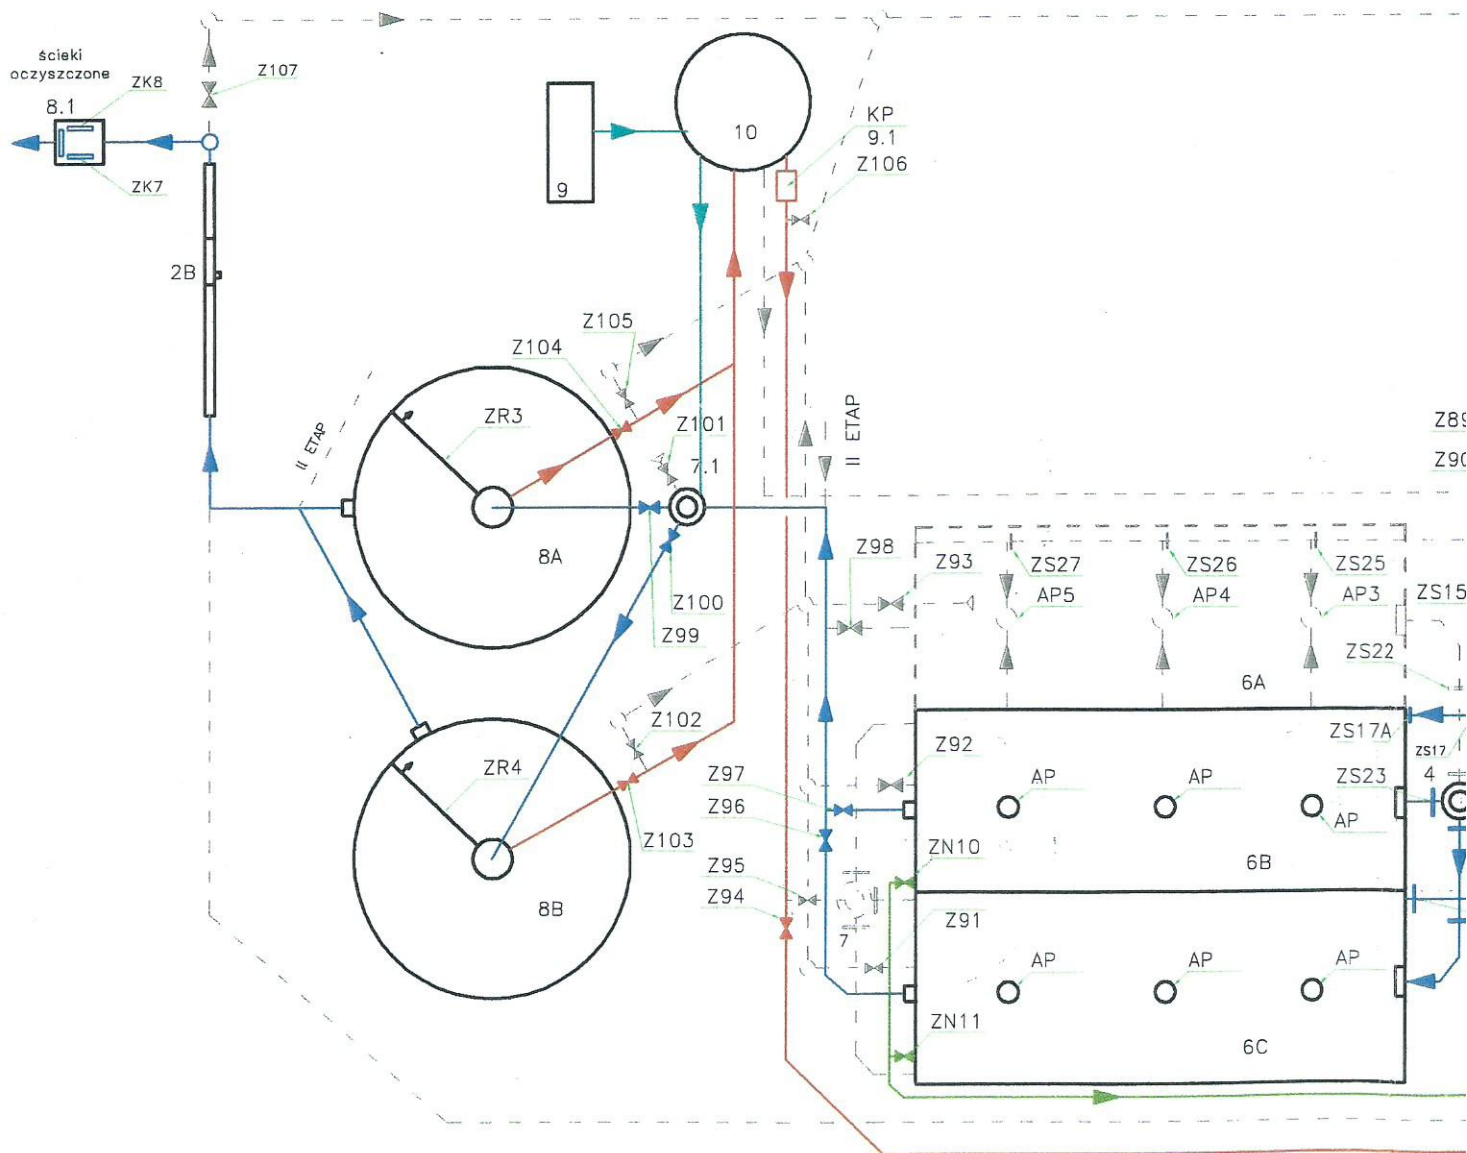 ścieki
oczyszczone
ZK8
8.1
ZK7
Z107
2B
9
10
KP
9.1
Z106
Z105
Z104
Z101
7.1
II ETAP
ZR3
8A
II ETAP
Z89
Z90
Z98
Z93
Z100
Z99
ZS27
AP5
ZS26
AP4
ZS25
AP3
ZS15
ZS22
6A
ZS17A
ZS17
4
ZS23
Z102
Z92
ZR4
Z97
Z96
Z103
AP
AP
AP
ZN10
6B
8B
Z95
Z94
7
Z91
AP
AP
AP
ZN11
6C